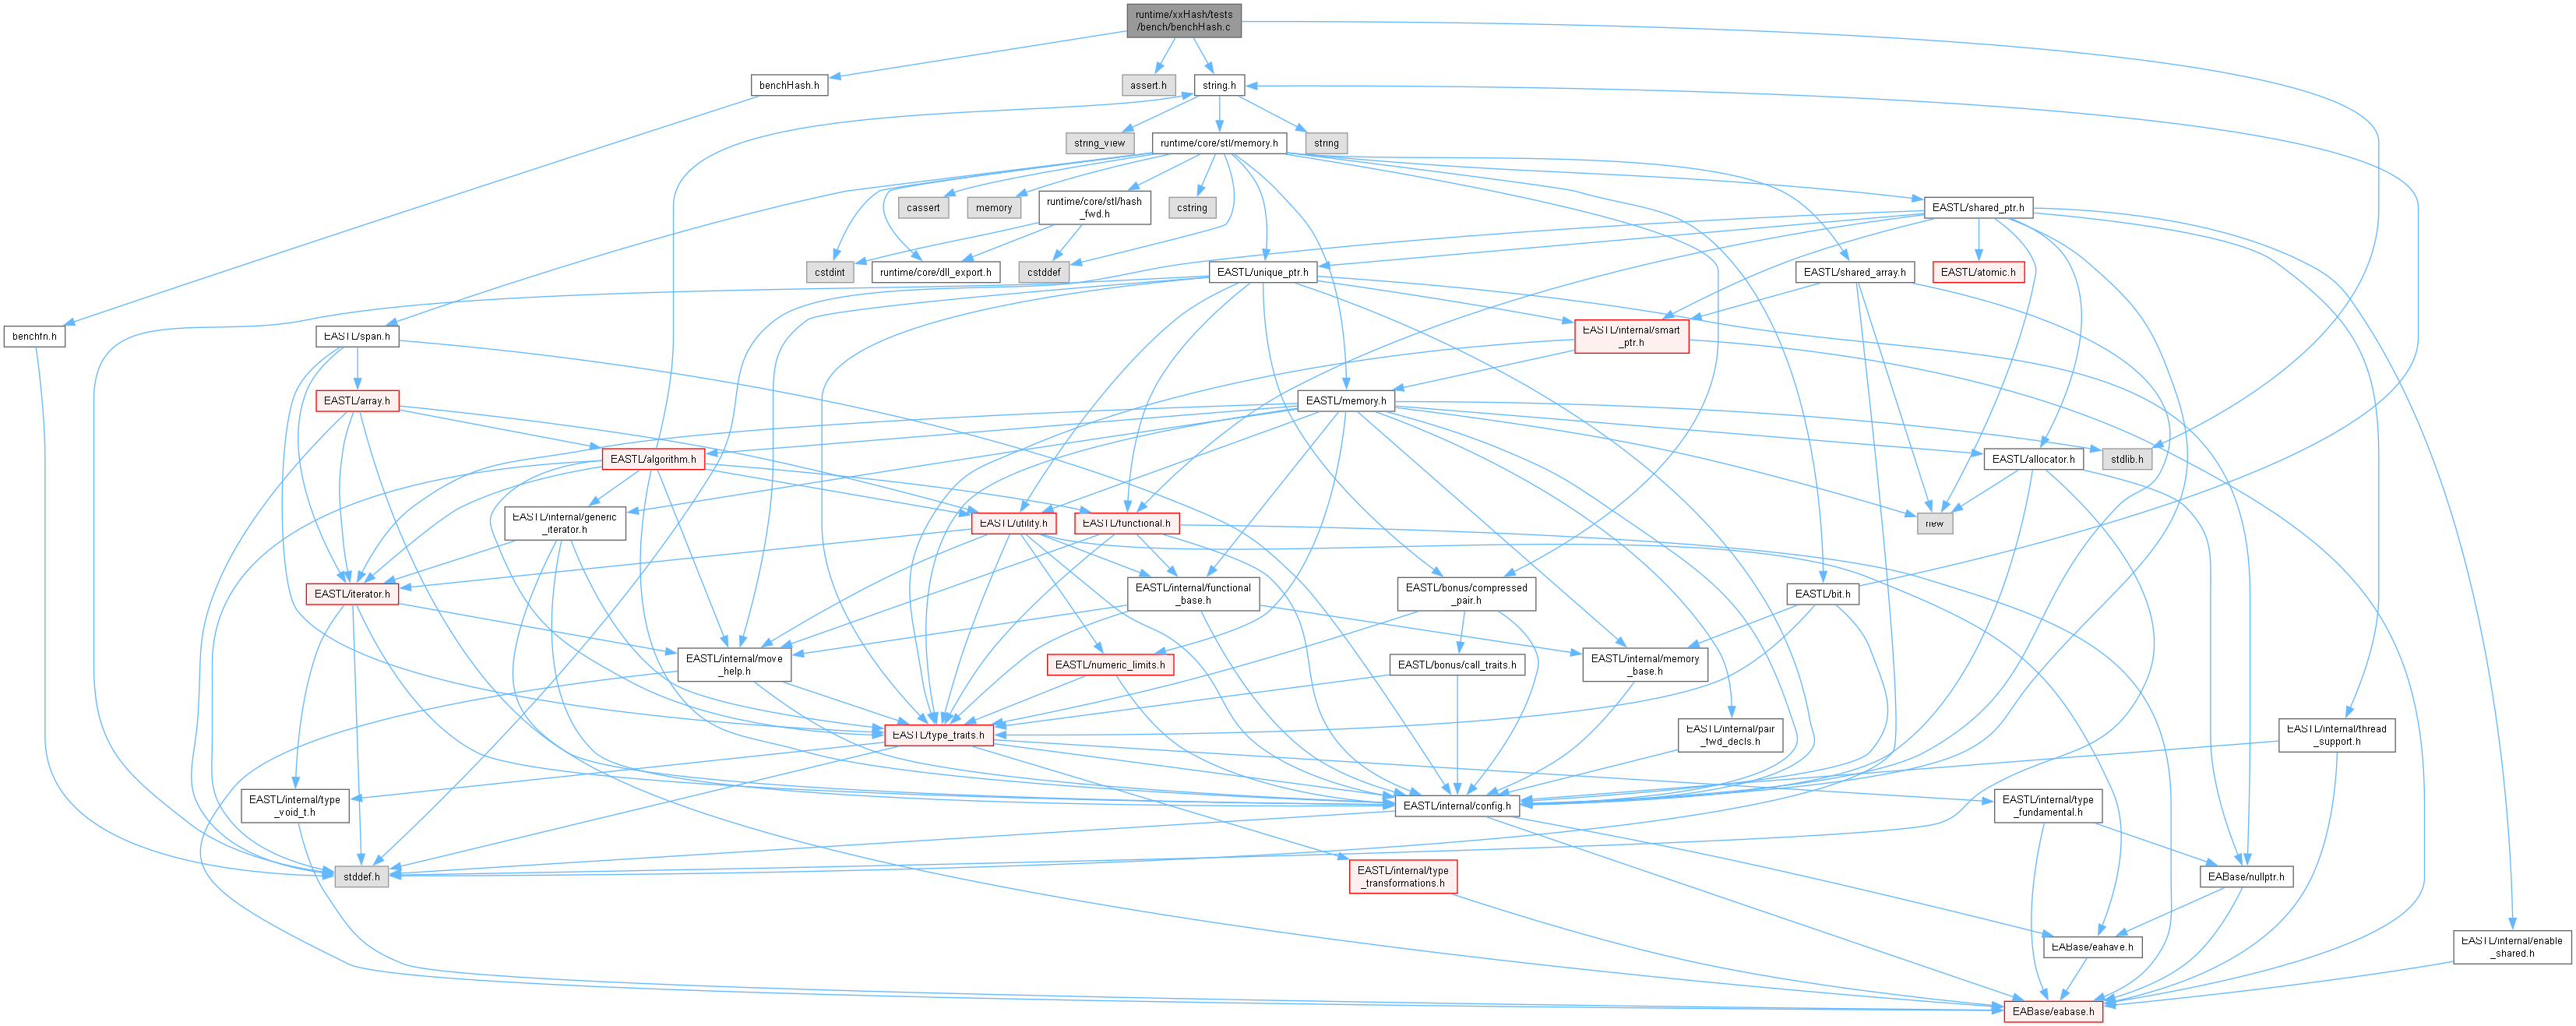 runtime/xxHash/tests
/bench/benchHash.c
benchHash.h
assert.h
string.h
string_view
runtime/core/stl/memory.h
string
cassert
memory
runtime/core/stl/hash
_fwd.h
cstring
EASTL/shared_ptr.h
cstdint
runtime/core/dll_export.h
cstddef
EASTL/unique_ptr.h
EASTL/shared_array.h
EASTL/atomic.h
benchfn.h
EASTL/span.h
EASTL/internal/smart
_ptr.h
EASTL/array.h
EASTL/memory.h
EASTL/algorithm.h
EASTL/allocator.h
stdlib.h
EASTL/internal/generic
_iterator.h
EASTL/utility.h
EASTL/functional.h
new
EASTL/iterator.h
EASTL/internal/functional
_base.h
EASTL/bonus/compressed
_pair.h
EASTL/bit.h
EASTL/internal/move
_help.h
EASTL/numeric_limits.h
EASTL/bonus/call_traits.h
EASTL/internal/memory
_base.h
EASTL/type_traits.h
EASTL/internal/pair
_fwd_decls.h
EASTL/internal/thread
_support.h
EASTL/internal/type
_void_t.h
EASTL/internal/config.h
EASTL/internal/type
_fundamental.h
stddef.h
EASTL/internal/type
_transformations.h
EABase/nullptr.h
EABase/eahave.h
EASTL/internal/enable
_shared.h
EABase/eabase.h